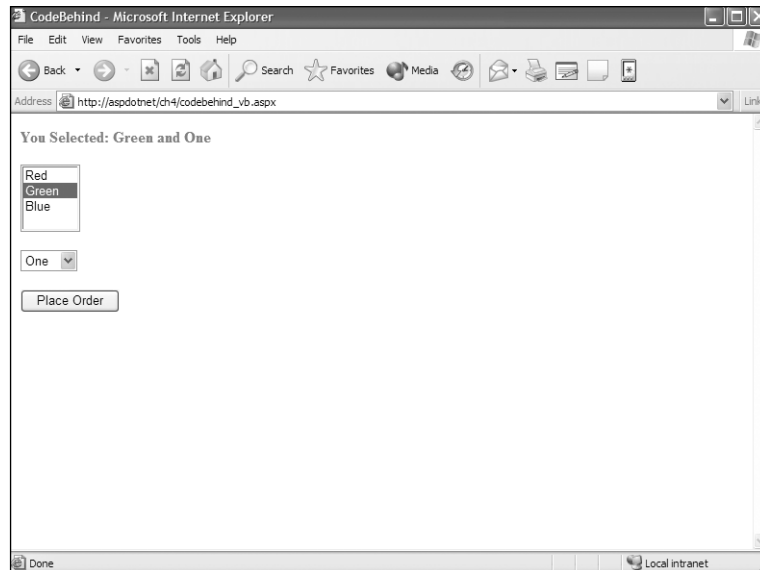 CodeBehind - Microsoft Internet Explorer
File Edit View Favorites Tools Help
Back Search Favorites Media
Address http://aspdotnet/ch4/codebehind_vb.aspx Link
You Selected: Green and One
Red
Green
Blue
One
Place Order
Done Local intranet